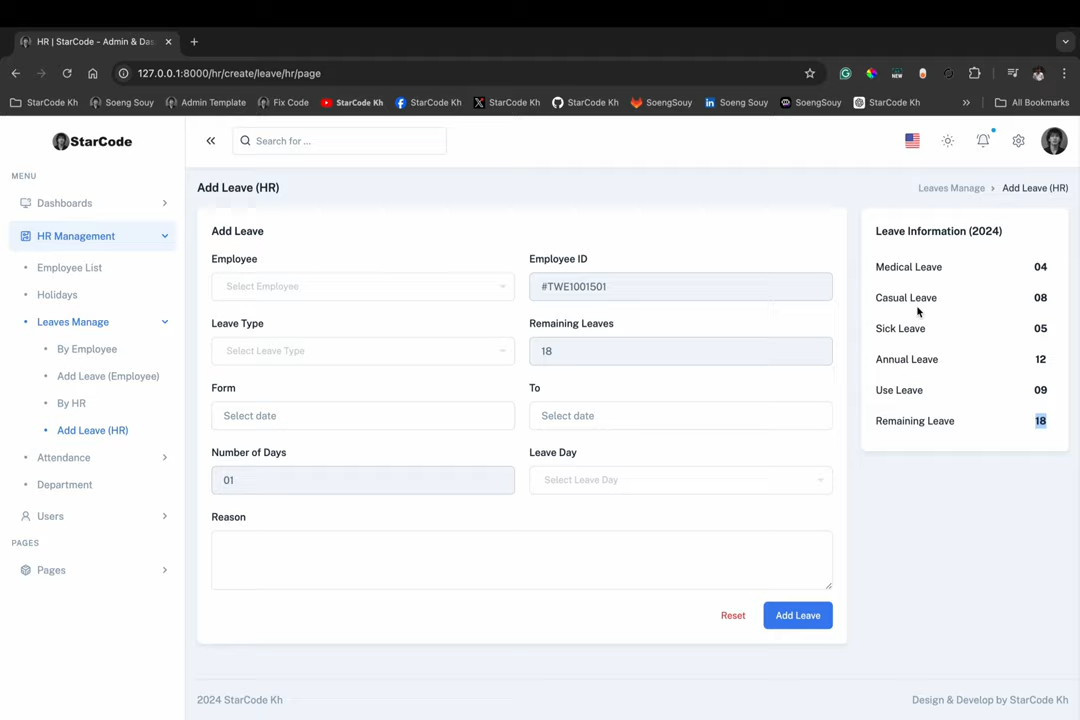 HR | StarCode - Admin & Das
127.0.0.1:8000/hr/create/leave/hr/page
StarCode Kh
Soeng Souy
Admin Template
Fix Code
StarCode Kh
StarCode Kh
StarCode Kh
StarCode Kh
SoengSouy
Soeng Souy
SoengSouy
StarCode Kh
»
All Bookmarks
StarCode
Search for ...
MENU
Dashboards
HR Management
Employee List
Holidays
Leaves Manage
By Employee
Add Leave (Employee)
By HR
Add Leave (HR)
Attendance
Department
Users
PAGES
Pages
Add Leave (HR)
Leaves Manage
Add Leave (HR)
Add Leave
Employee
Employee ID
Select Employee
#TWE1001501
Leave Type
Remaining Leaves
Select Leave Type
18
Form
To
Select date
Select date
Number of Days
Leave Day
01
Select Leave Day
Reason
Reset
Add Leave
Leave Information (2024)
Medical Leave 04
Casual Leave 08
Sick Leave 05
Annual Leave 12
Use Leave 09
Remaining Leave 18
2024 StarCode Kh
Design & Develop by StarCode Kh